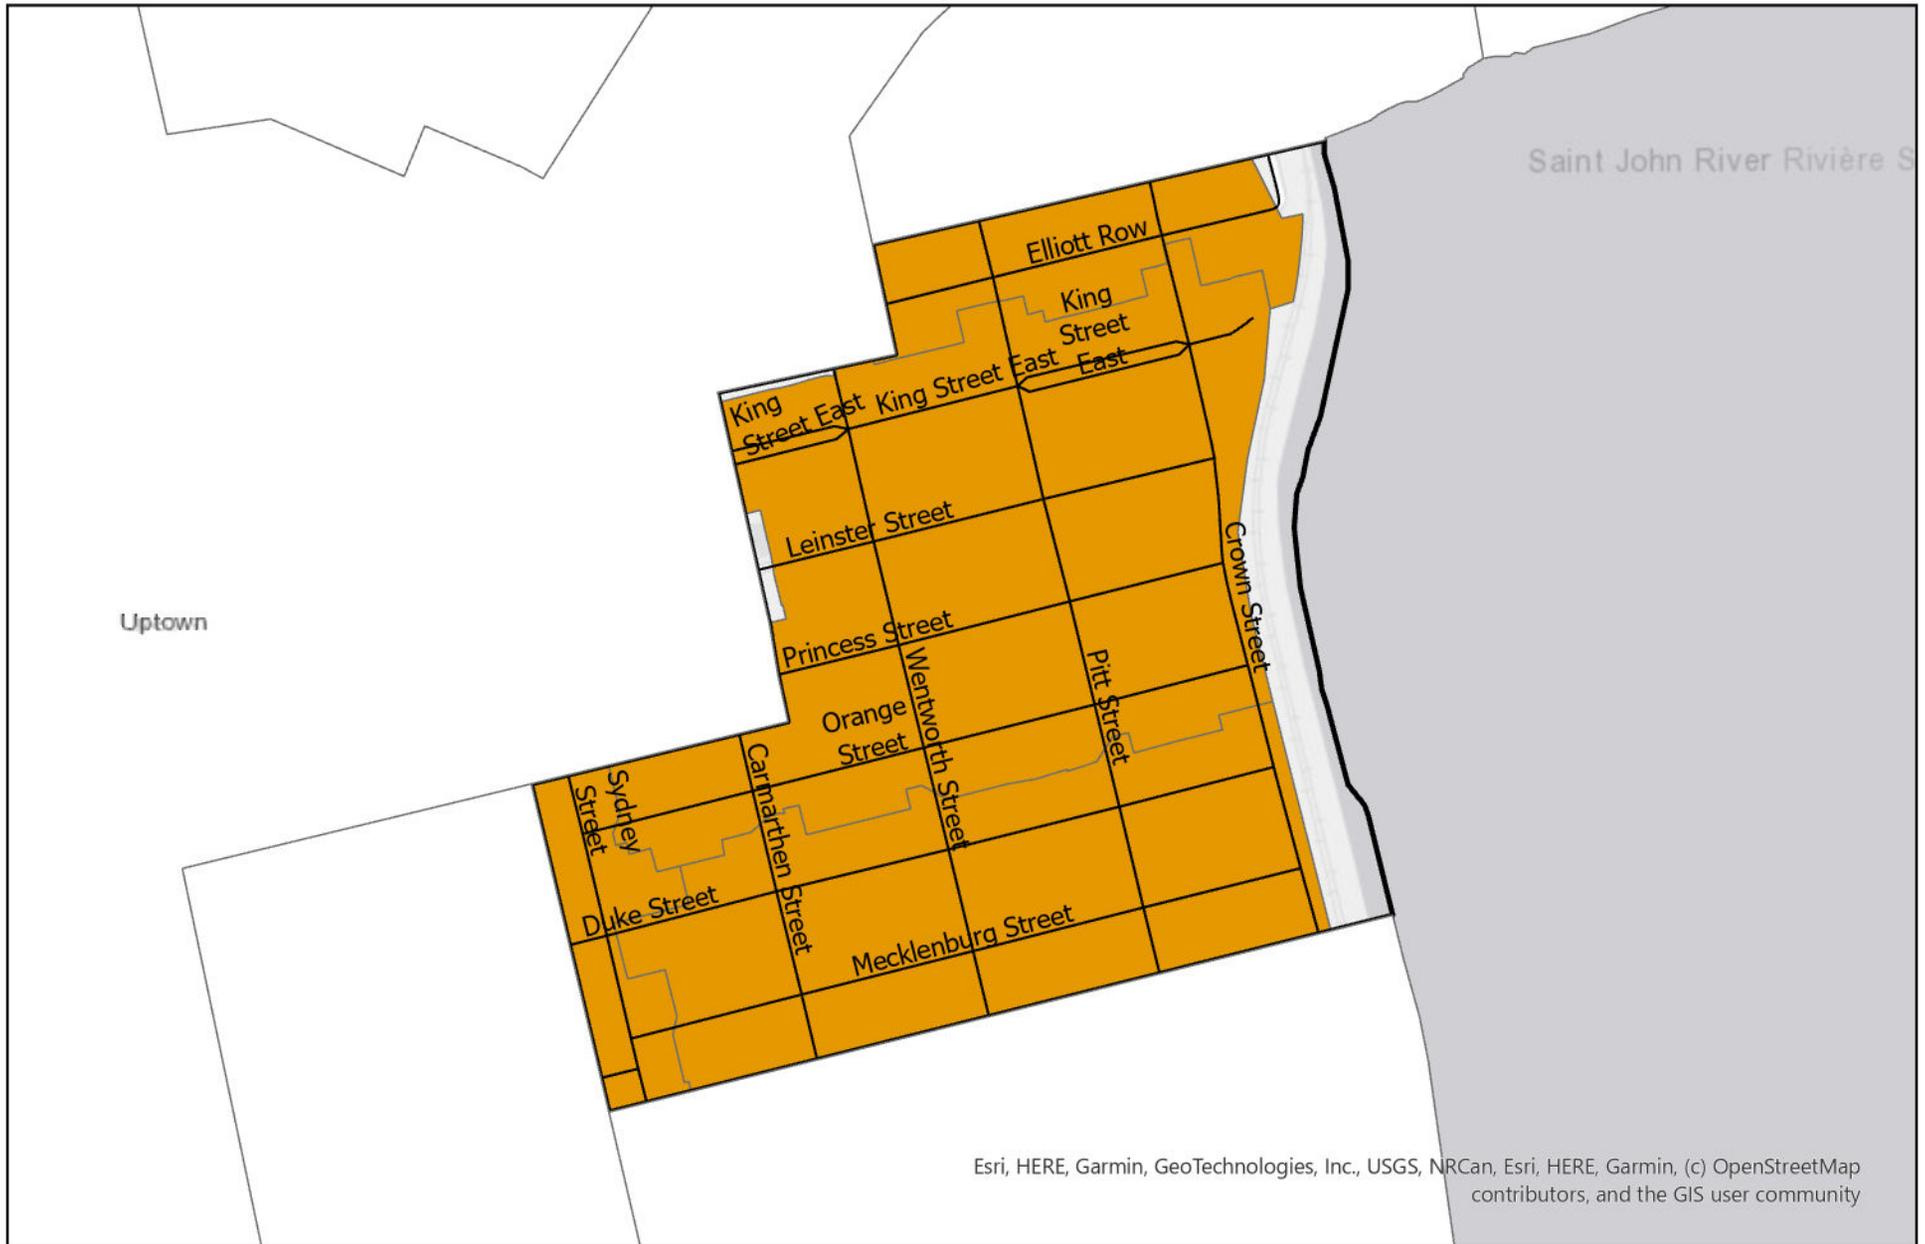 Saint John River Rivière S
Elliott Row
King
Street
East
King Street East
King
Street East
Leinster Street
Crown Street
Uptown
Princess Street
Wentworth Street
Pitt Street
Orange
Street
Carmarthen Street
Sydney
Street
Duke Street
Mecklenburg Street
Esri, HERE, Garmin, GeoTechnologies, Inc., USGS, NRCan, Esri, HERE, Garmin, (c) OpenStreetMap
contributors, and the GIS user community